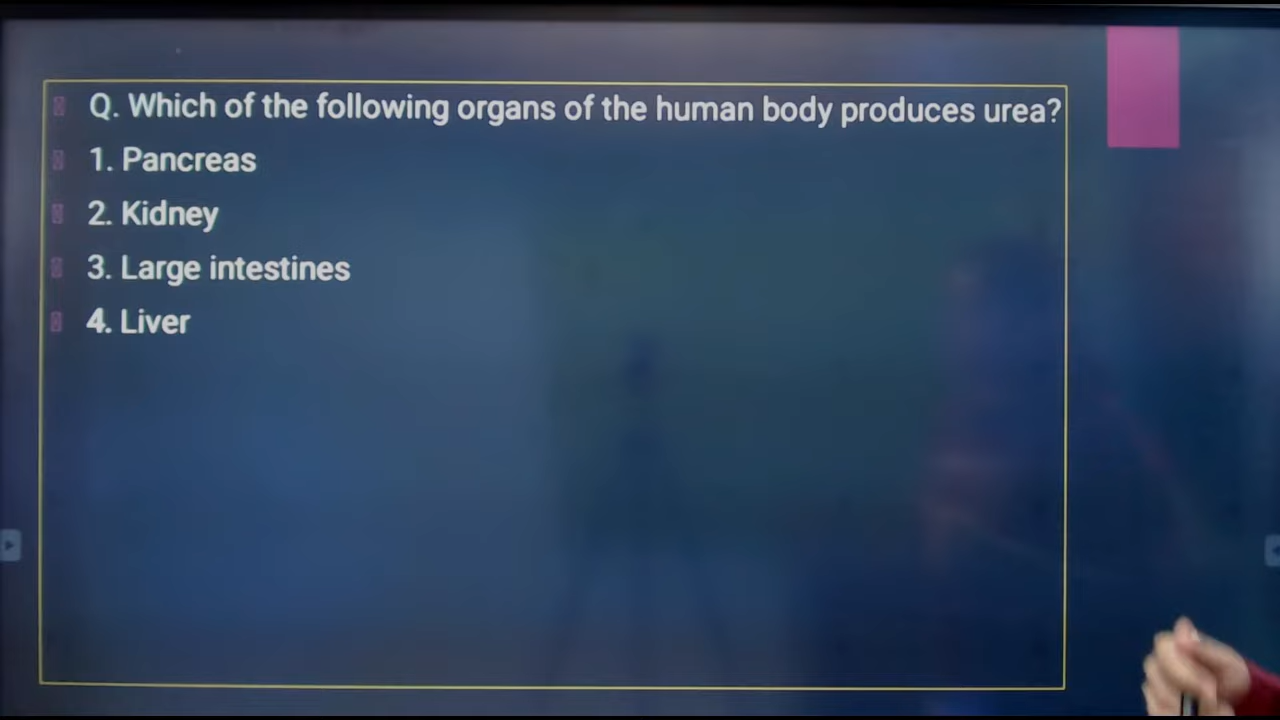 Q. Which of the following organs of the human body produces urea?
1. Pancreas
2. Kidney
3. Large intestines
4. Liver